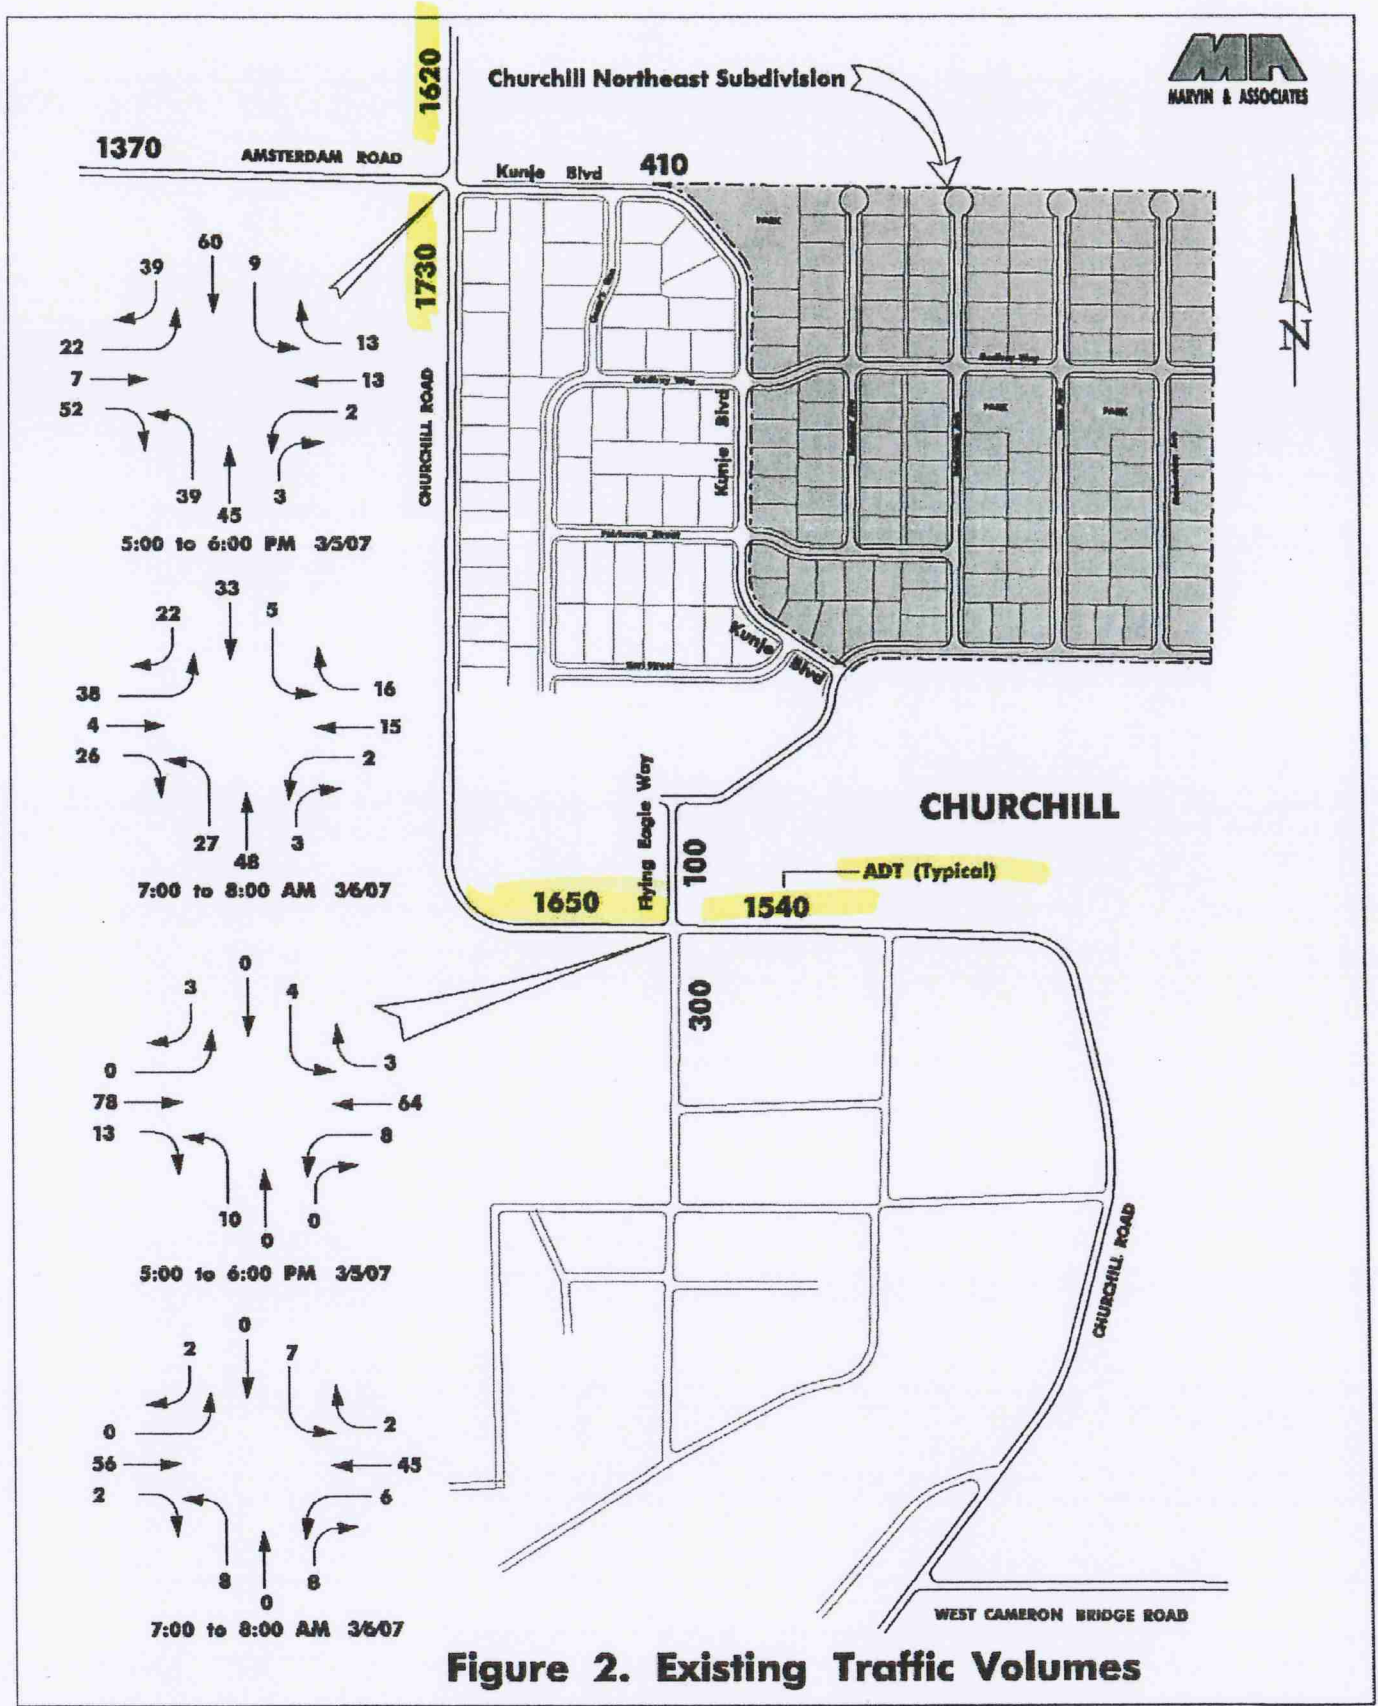 MARVIN & ASSOCIATES
Churchill Northeast Subdivision
1620
1370
AMSTERDAM ROAD
Kunje Blvd
410
1730
CHURCHILL ROAD
PARK
Godfrey Way
Kunje Blvd
PARK
PARK
Kunje Blvd
60
39
9
22
13
7
13
52
2
39
3
45
5:00 to 6:00 PM 3/5/07
33
22
5
38
16
4
15
26
2
27
3
48
7:00 to 8:00 AM 3/6/07
Flying Eagle Way
100
CHURCHILL
ADT (Typical)
1650
1540
300
0
3
4
0
3
78
64
13
8
10
0
0
5:00 to 6:00 PM 3/5/07
0
2
7
0
2
56
45
2
6
8
8
0
7:00 to 8:00 AM 3/6/07
CHURCHILL ROAD
WEST CAMERON BRIDGE ROAD
Figure 2. Existing Traffic Volumes